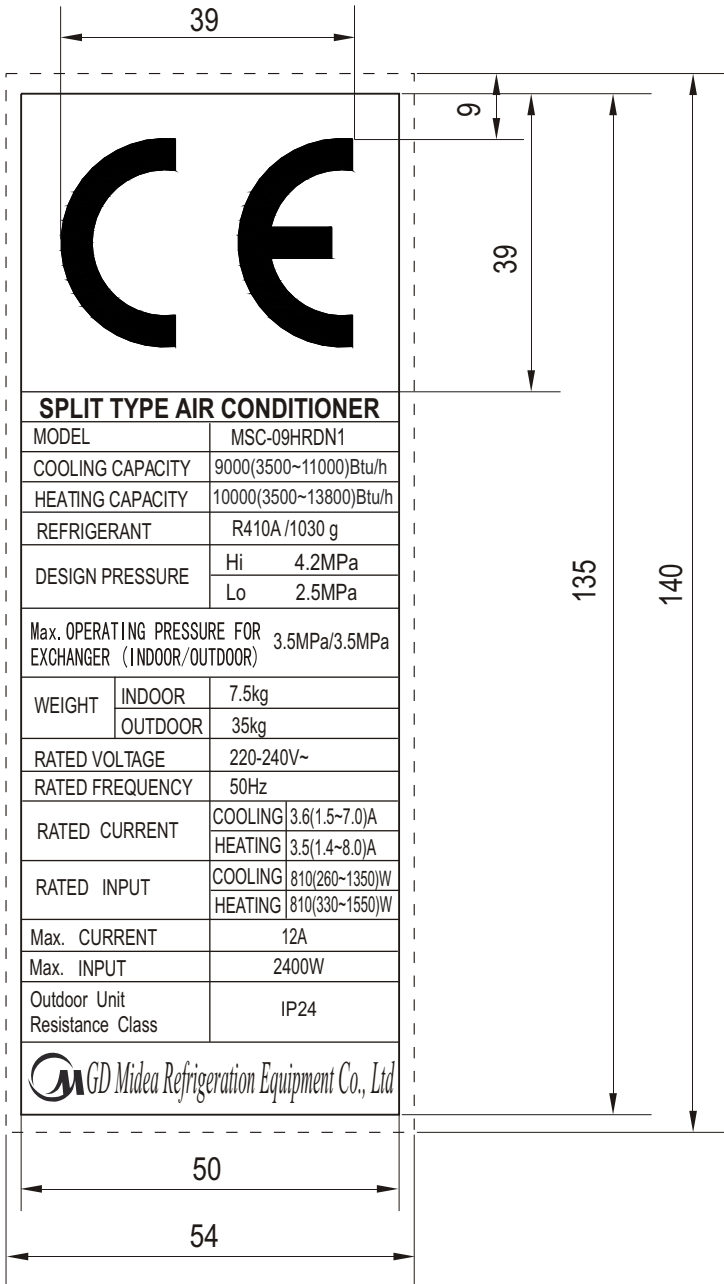 39
9
39
135
140
CE
SPLIT TYPE AIR CONDITIONER
MODEL MSC-09HRDN1
COOLING CAPACITY 9000(3500~11000)Btu/h
HEATING CAPACITY 10000(3500~13800)Btu/h
REFRIGERANT R410A /1030 g
DESIGN PRESSURE Hi 4.2MPa
Lo 2.5MPa
Max. OPERATING PRESSURE FOR
EXCHANGER (INDOOR/OUTDOOR) 3.5MPa/3.5MPa
WEIGHT INDOOR 7.5kg
OUTDOOR 35kg
RATED VOLTAGE 220-240V~
RATED FREQUENCY 50Hz
RATED CURRENT COOLING 3.6(1.5~7.0)A
HEATING 3.5(1.4~8.0)A
RATED INPUT COOLING 810(260~1350)W
HEATING 810(330~1550)W
Max. CURRENT 12A
Max. INPUT 2400W
Outdoor Unit
Resistance Class IP24
GD Midea Refrigeration Equipment Co., Ltd
50
54